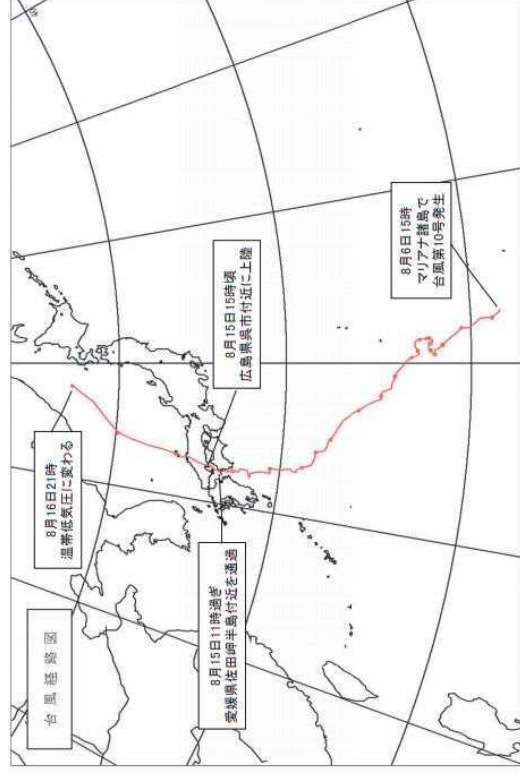 台風経路図
8月16日21時
温帯低気圧に変わる
8月15日15時頃
広島県呉市付近に上陸
8月15日11時過ぎ
愛媛県佐田岬半島付近を通過
8月6日15時
マリアナ諸島で
台風第10号発生